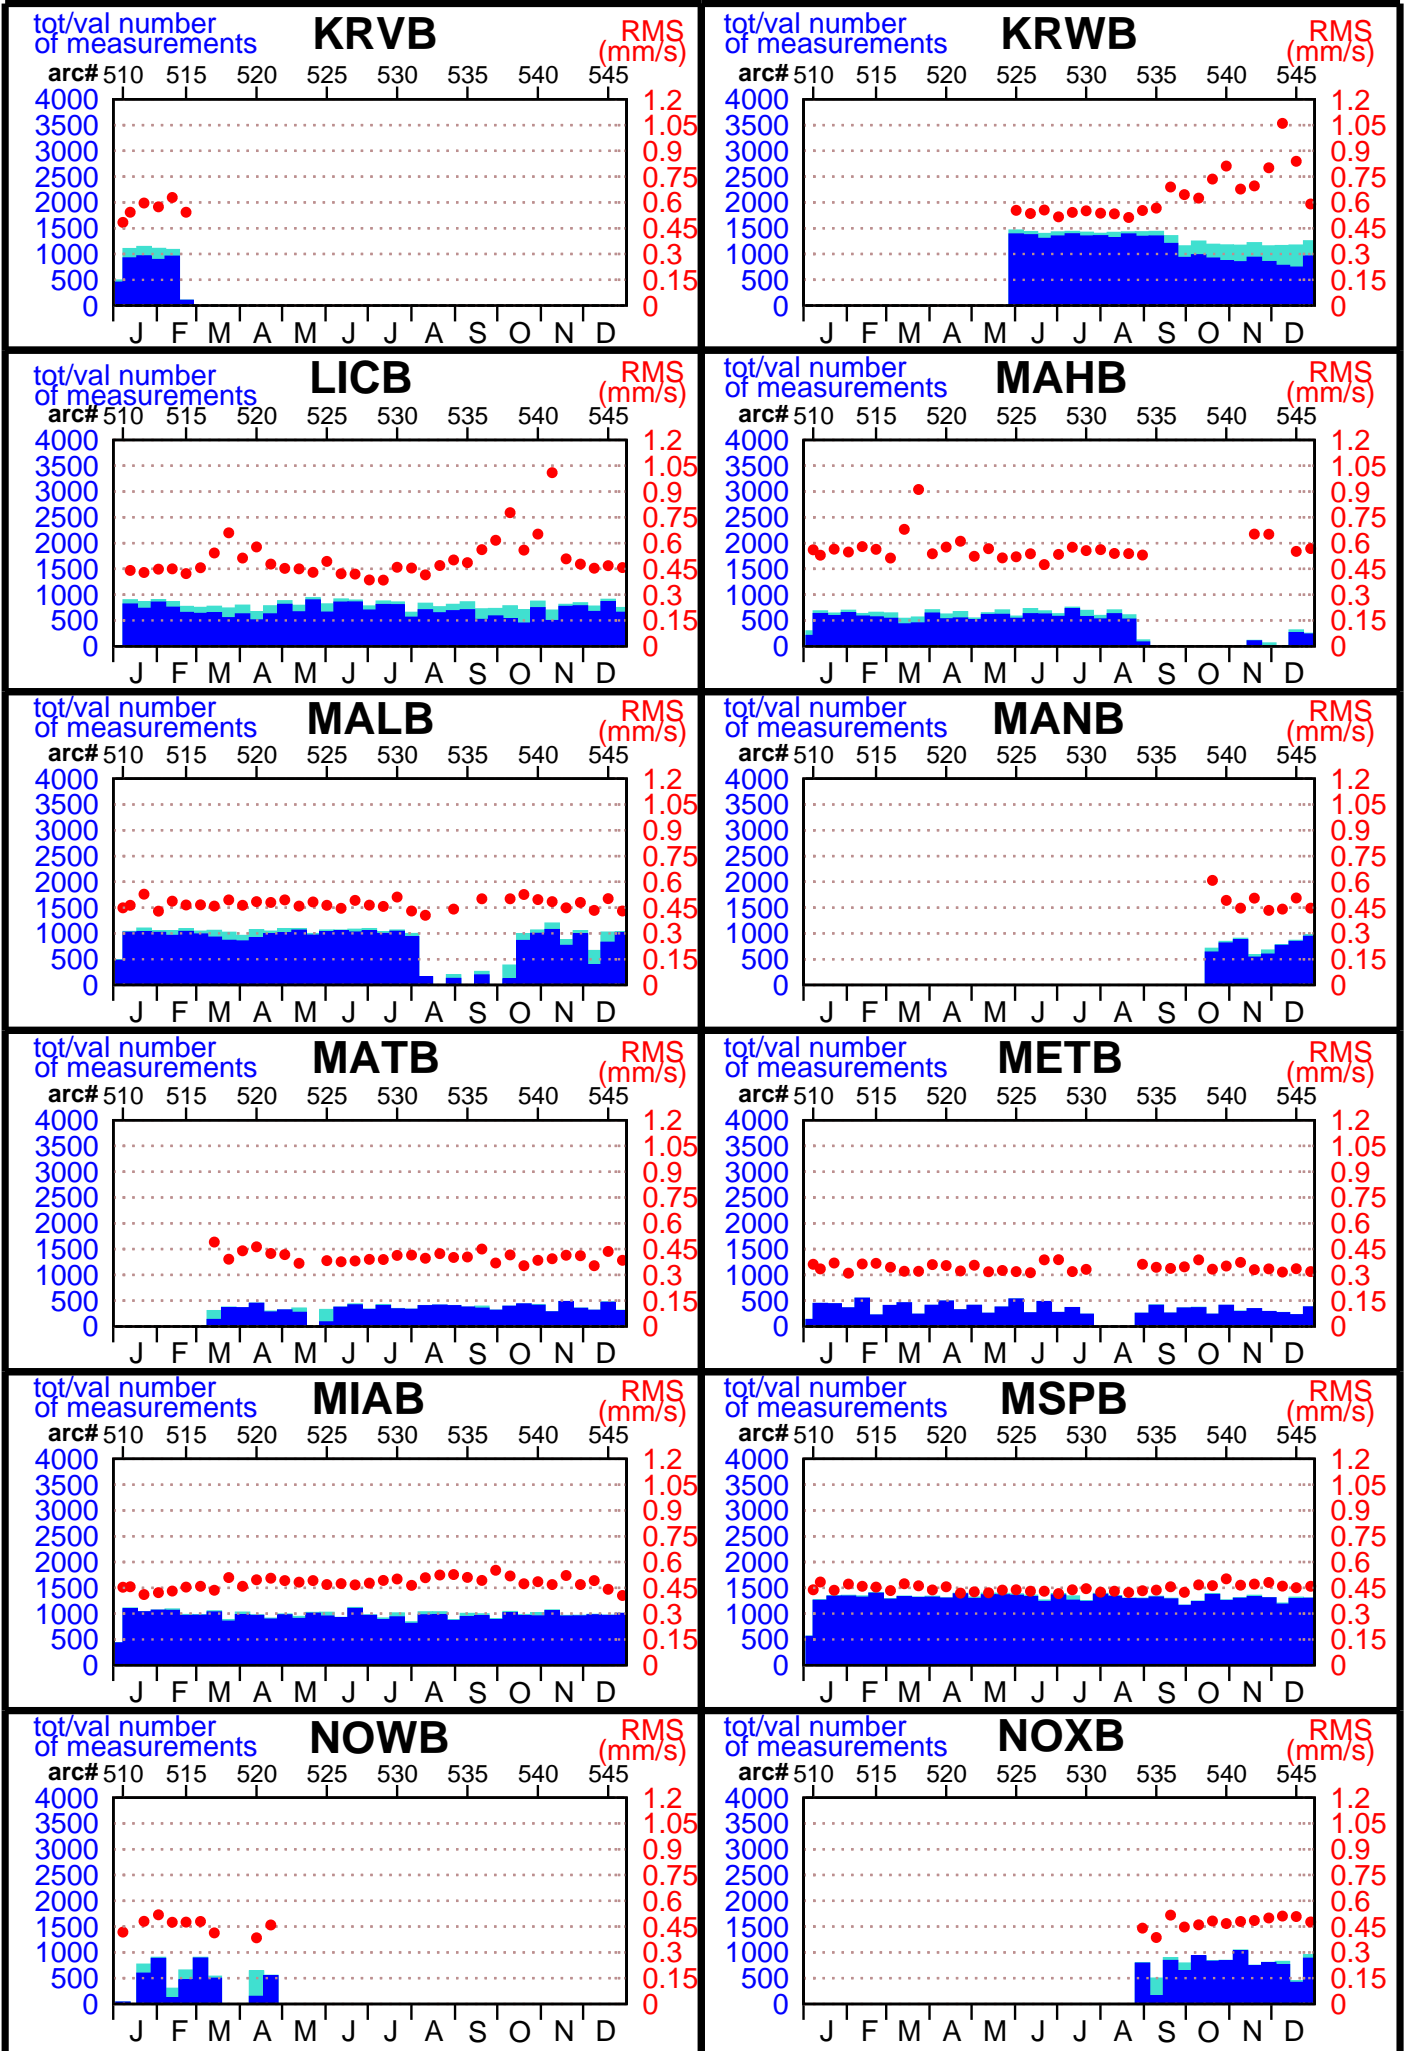 tot/val number KRVB RMS
of measurements (mm/s)
arc# 510 515 520 525 530 535 540 545
4000 1.2
3500 1.05
3000 0.9
2500 0.75
2000 0.6
1500 0.45
1000 0.3
500 0.15
0 0
J F M A M J J A S O N D
tot/val number KRWB RMS
of measurements (mm/s)
arc# 510 515 520 525 530 535 540 545
4000 1.2
3500 1.05
3000 0.9
2500 0.75
2000 0.6
1500 0.45
1000 0.3
500 0.15
0 0
J F M A M J J A S O N D
tot/val number LICB RMS
of measurements (mm/s)
arc# 510 515 520 525 530 535 540 545
4000 1.2
3500 1.05
3000 0.9
2500 0.75
2000 0.6
1500 0.45
1000 0.3
500 0.15
0 0
J F M A M J J A S O N D
tot/val number MAHB RMS
of measurements (mm/s)
arc# 510 515 520 525 530 535 540 545
4000 1.2
3500 1.05
3000 0.9
2500 0.75
2000 0.6
1500 0.45
1000 0.3
500 0.15
0 0
J F M A M J J A S O N D
tot/val number MALB RMS
of measurements (mm/s)
arc# 510 515 520 525 530 535 540 545
4000 1.2
3500 1.05
3000 0.9
2500 0.75
2000 0.6
1500 0.45
1000 0.3
500 0.15
0 0
J F M A M J J A S O N D
tot/val number MANB RMS
of measurements (mm/s)
arc# 510 515 520 525 530 535 540 545
4000 1.2
3500 1.05
3000 0.9
2500 0.75
2000 0.6
1500 0.45
1000 0.3
500 0.15
0 0
J F M A M J J A S O N D
tot/val number MATB RMS
of measurements (mm/s)
arc# 510 515 520 525 530 535 540 545
4000 1.2
3500 1.05
3000 0.9
2500 0.75
2000 0.6
1500 0.45
1000 0.3
500 0.15
0 0
J F M A M J J A S O N D
tot/val number METB RMS
of measurements (mm/s)
arc# 510 515 520 525 530 535 540 545
4000 1.2
3500 1.05
3000 0.9
2500 0.75
2000 0.6
1500 0.45
1000 0.3
500 0.15
0 0
J F M A M J J A S O N D
tot/val number MIAB RMS
of measurements (mm/s)
arc# 510 515 520 525 530 535 540 545
4000 1.2
3500 1.05
3000 0.9
2500 0.75
2000 0.6
1500 0.45
1000 0.3
500 0.15
0 0
J F M A M J J A S O N D
tot/val number MSPB RMS
of measurements (mm/s)
arc# 510 515 520 525 530 535 540 545
4000 1.2
3500 1.05
3000 0.9
2500 0.75
2000 0.6
1500 0.45
1000 0.3
500 0.15
0 0
J F M A M J J A S O N D
tot/val number NOWB RMS
of measurements (mm/s)
arc# 510 515 520 525 530 535 540 545
4000 1.2
3500 1.05
3000 0.9
2500 0.75
2000 0.6
1500 0.45
1000 0.3
500 0.15
0 0
J F M A M J J A S O N D
tot/val number NOXB RMS
of measurements (mm/s)
arc# 510 515 520 525 530 535 540 545
4000 1.2
3500 1.05
3000 0.9
2500 0.75
2000 0.6
1500 0.45
1000 0.3
500 0.15
0 0
J F M A M J J A S O N D